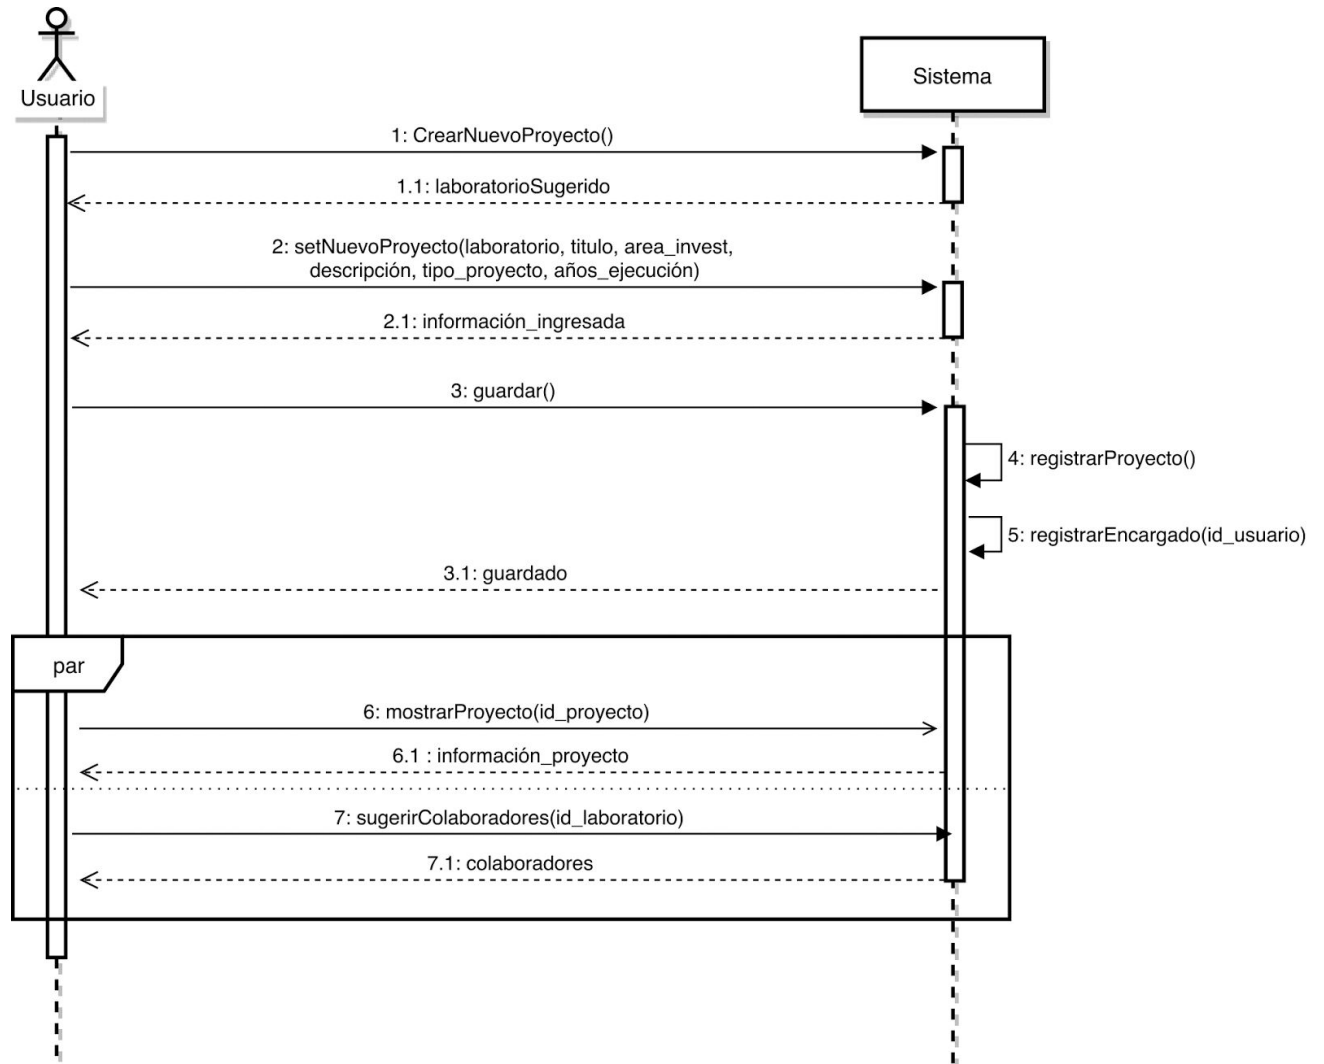 Usuario
Sistema
1: CrearNuevoProyecto()
1.1: laboratorioSugerido
2: setNuevoProyecto(laboratorio, titulo, area_invest,
descripción, tipo_proyecto, años_ejecución)
2.1: información_ingresada
3: guardar()
4: registrarProyecto()
5: registrarEncargado(id_usuario)
3.1: guardado
par
6: mostrarProyecto(id_proyecto)
6.1 : información_proyecto
7: sugerirColaboradores(id_laboratorio)
7.1: colaboradores